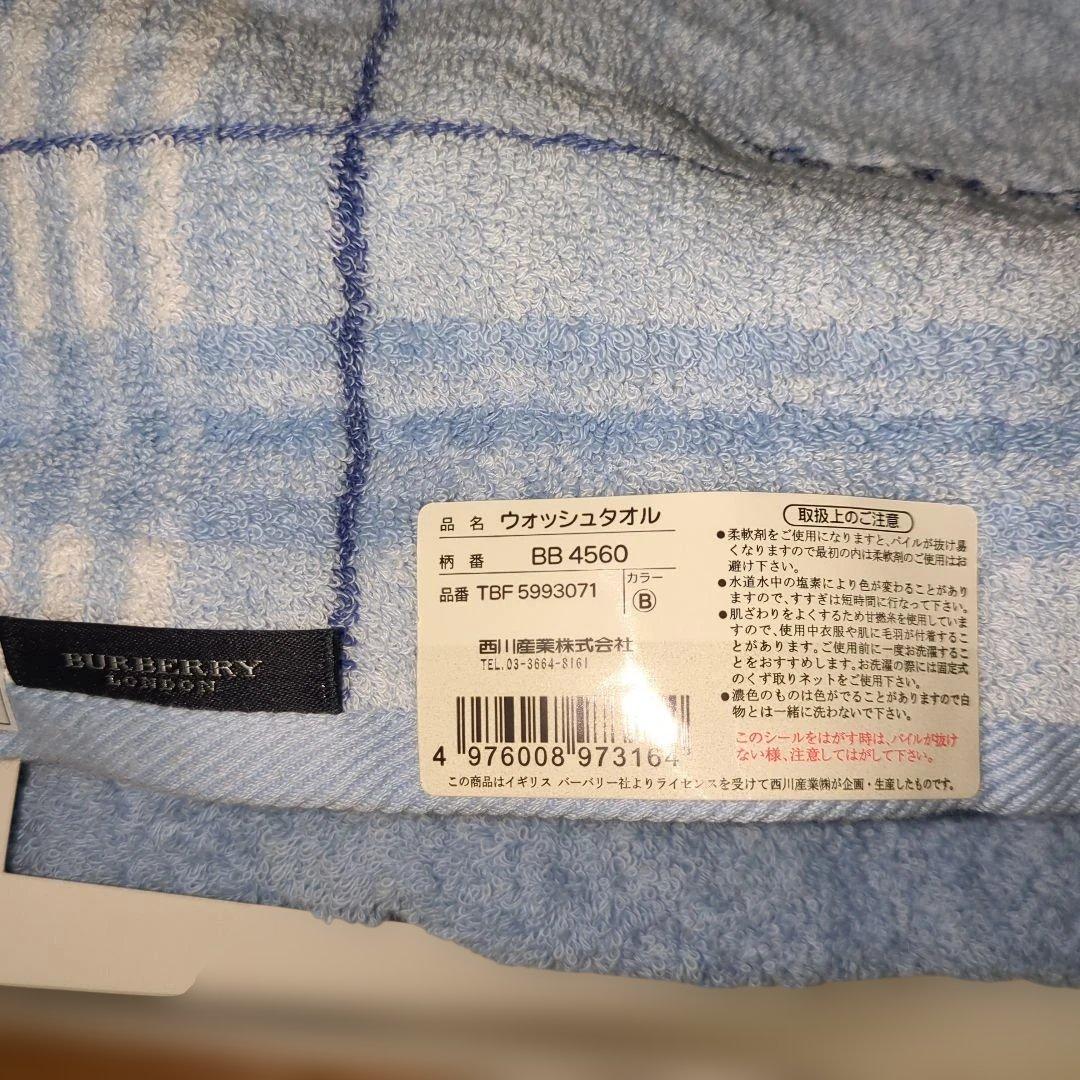 BURBERRY
LONDON
品 名 ウォッシュタオル
柄 番 BB 4560
品番 TBF 5993071
カラー
Ⓑ
西川産業株式会社
TEL.03-3664-8161
4 976008 973164
取扱上のご注意
●柔軟剤をご使用になりますと、パイルが抜け易
くなりますので最初の内は柔軟剤のご使用はお
避け下さい。
●水道水中の塩素により色が変わることがあり
ますので、すすぎは短時間に行なって下さい。
●肌ざわりをよくするため甘撚糸を使用していま
すので、使用中衣服や肌に毛羽が付着するこ
とがあります。ご使用前に一度お洗濯するこ
とをおすすめします。お洗濯の際には固定式
のくず取りネットをご使用下さい。
●濃色のものは色がでることがありますので白
物とは一緒に洗わないで下さい。
このシールをはがす時は、パイルが抜け
ない様、注意してはがして下さい。
この商品はイギリス バーバリー社よりライセンスを受けて西川産業㈱が企画・生産したものです。